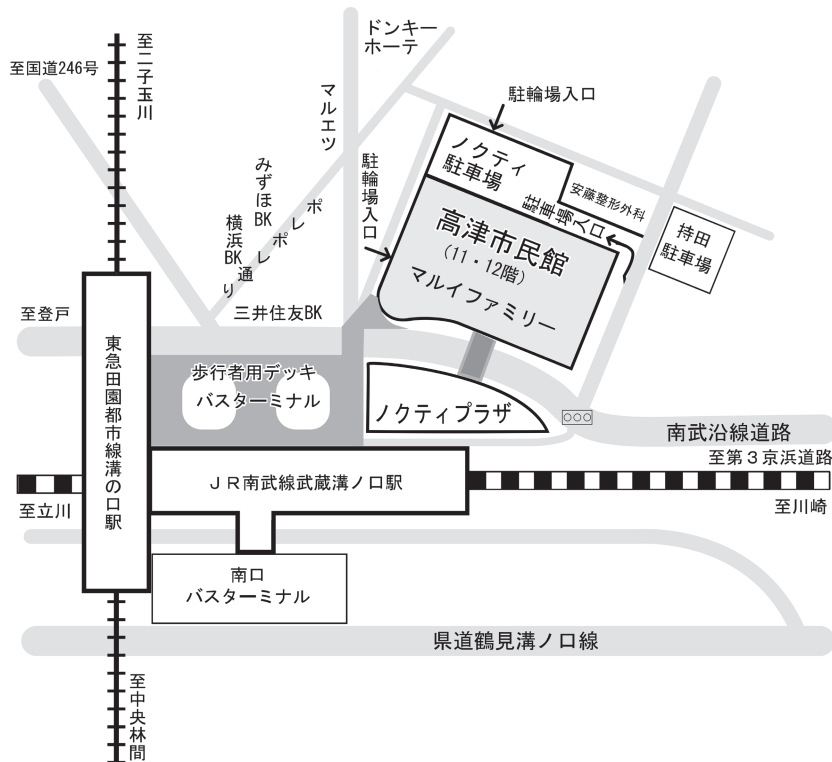 ドンキー
ホーテ
至二子玉川
至国道246号
マルエツ
駐輪場入口
みずほBK
横浜BK
ポレポレ通り
駐輪場入口
ノクティ
駐車場
安藤整形外科
駐車場入口
持田
駐車場
高津市民館
(11・12階)
マルイファミリー
至登戸
三井住友BK
歩行者用デッキ
バスターミナル
ノクティプラザ
東急田園都市線溝の口駅
南武沿線道路
至第3京浜道路
JR南武線武蔵溝ノ口駅
至立川
至川崎
南口
バスターミナル
県道鶴見溝ノ口線
至中央林間